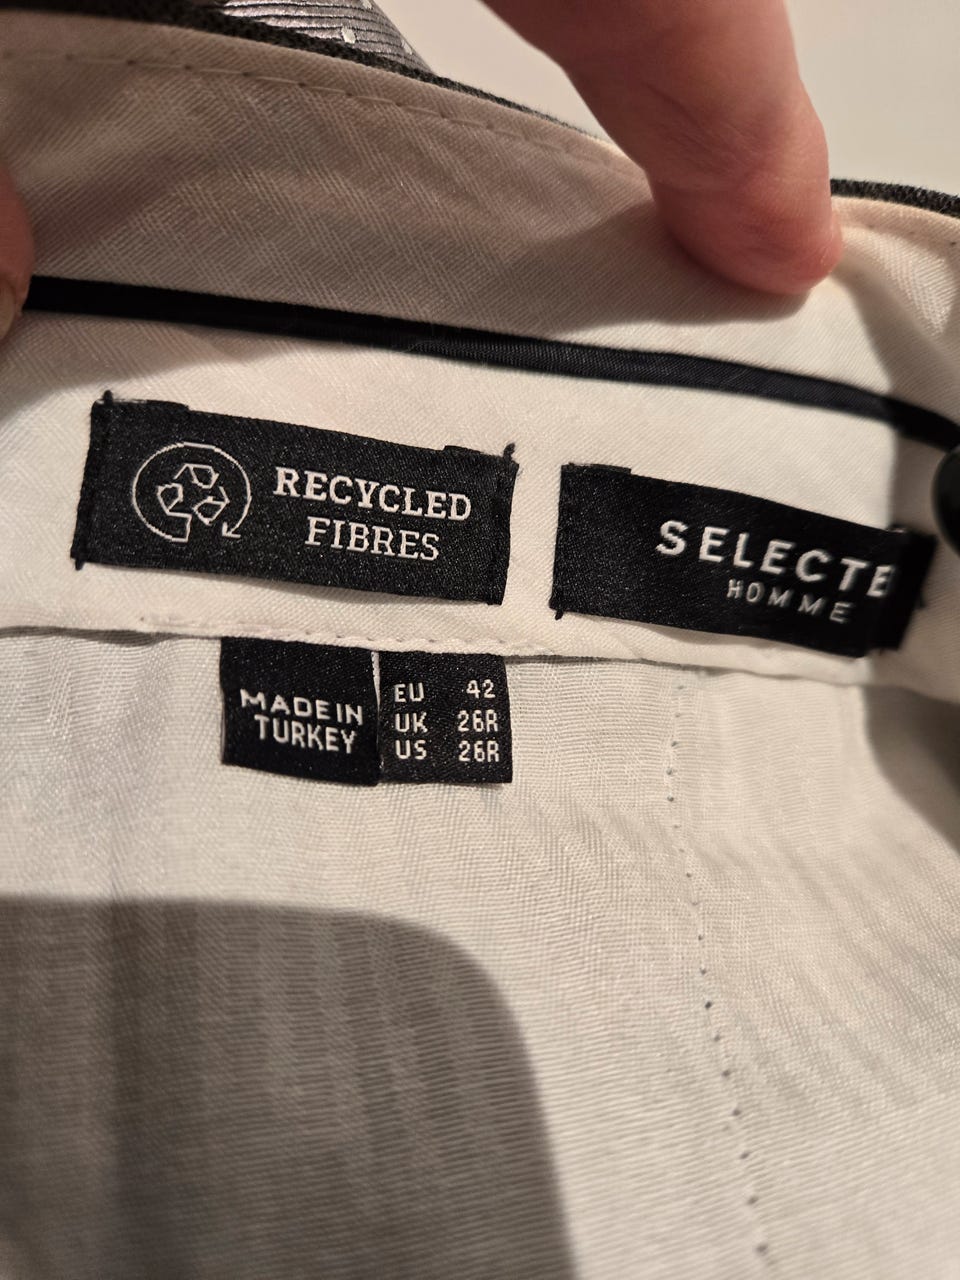 RECYCLED
FIBRES
SELECTE
HOMME
MADE IN
TURKEY
EU 42
UK 26R
US 26R